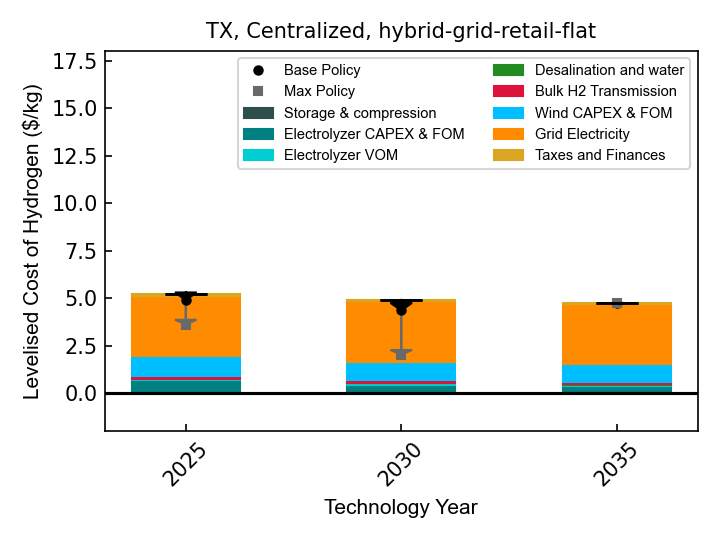 TX, Centralized, hybrid-grid-retail-flat
Levelised Cost of Hydrogen ($/kg)
17.5
15.0
12.5
10.0
7.5
5.0
2.5
0.0
Base Policy
Max Policy
Storage & compression
Electrolyzer CAPEX & FOM
Electrolyzer VOM
Desalination and water
Bulk H2 Transmission
Wind CAPEX & FOM
Grid Electricity
Taxes and Finances
2025
2030
2035
Technology Year